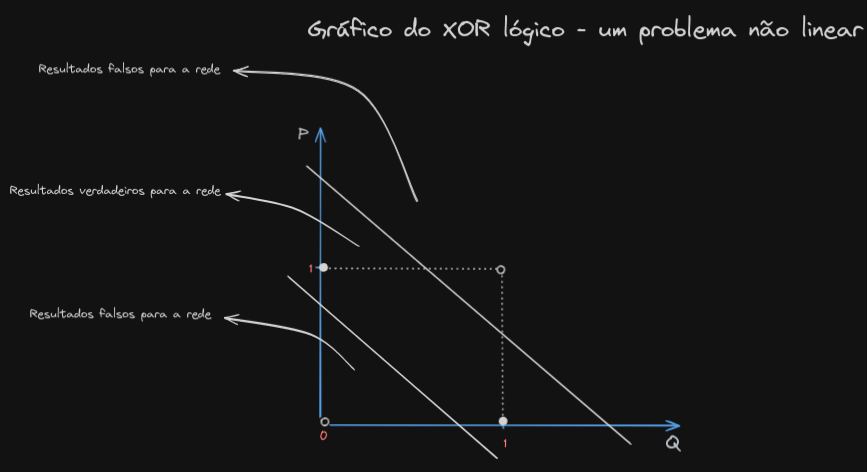 Gráfico do XOR lógico - um problema não linear
Resultados falsos para a rede
P
Resultados verdadeiros para a rede
1
Resultados falsos para a rede
0
1
Q